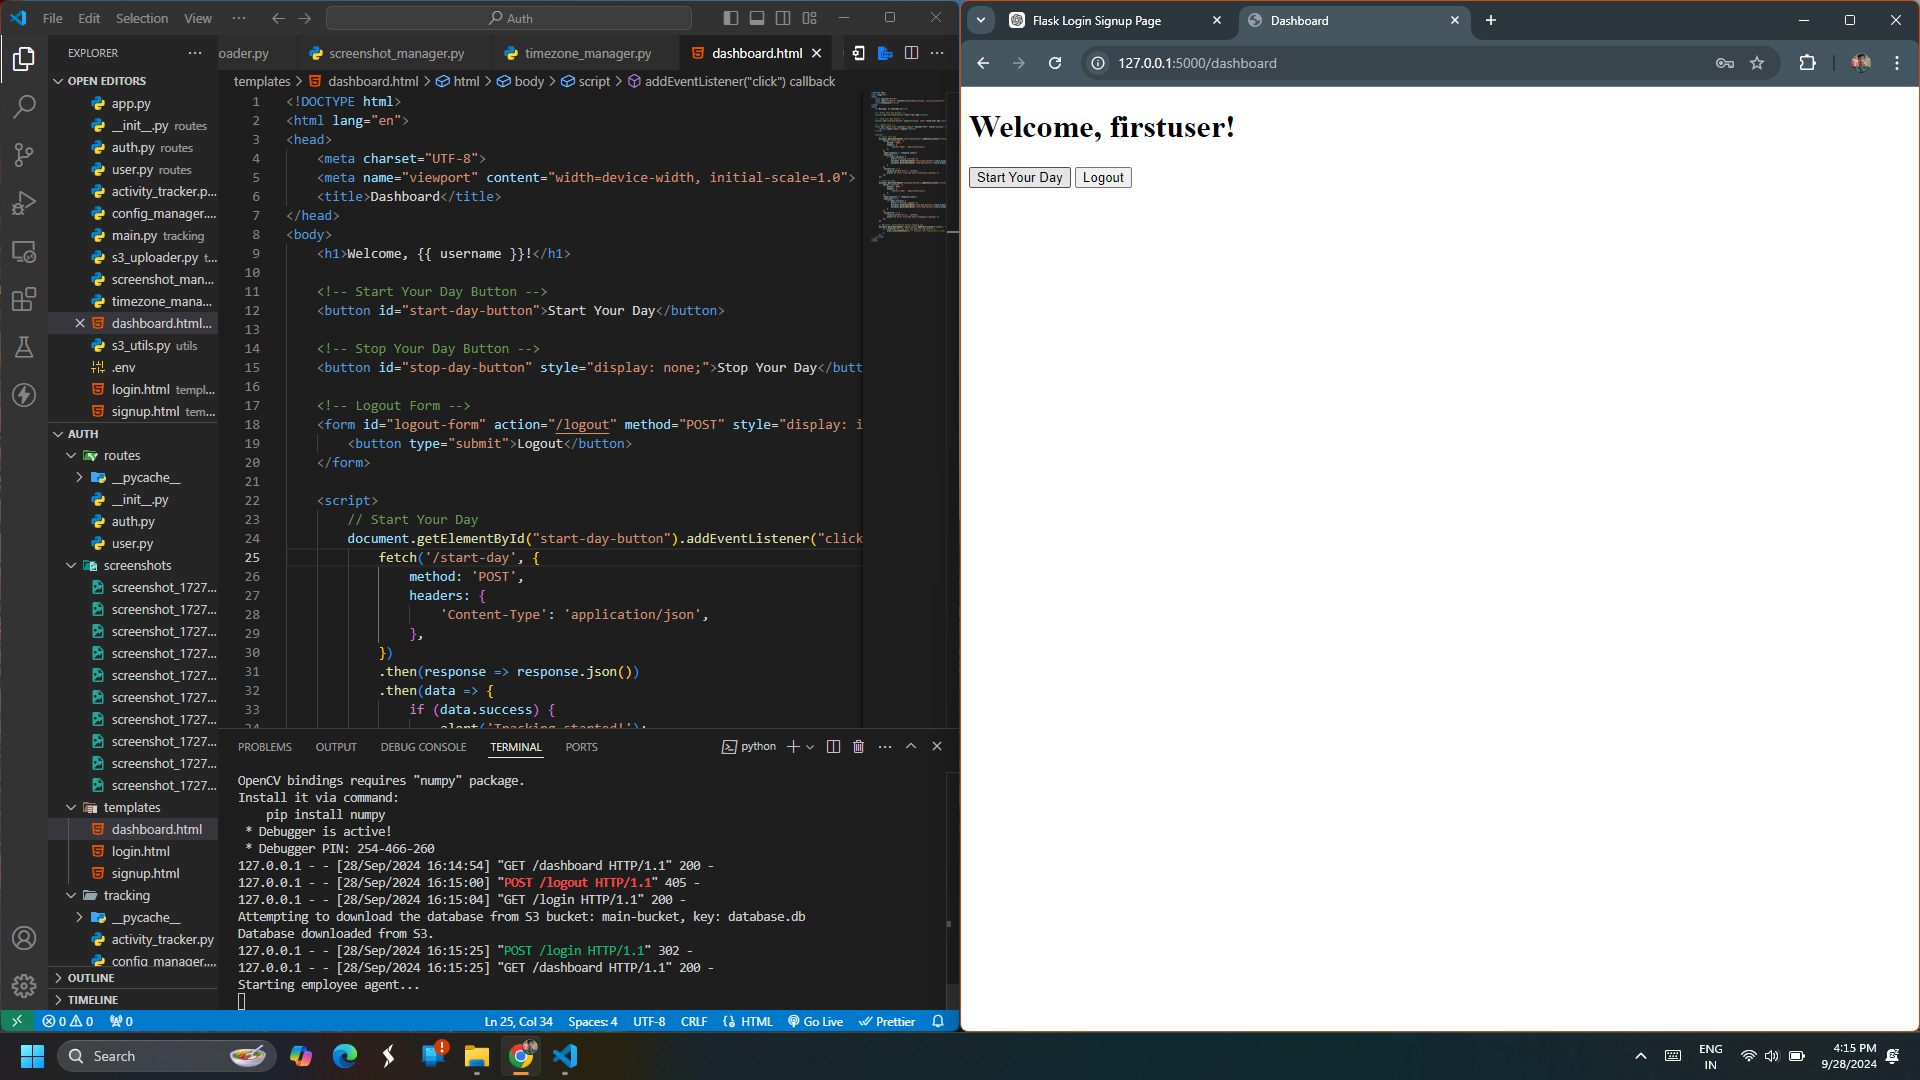 File Edit Selection View ··· Auth
EXPLORER ···
OPEN EDITORS
app.py
__init__.py routes
auth.py routes
user.py routes
activity_tracker.p...
config_manager....
main.py tracking
s3_uploader.py t...
screenshot_man...
timezone_mana...
dashboard.html...
s3_utils.py utils
.env
login.html templ...
signup.html tem...
AUTH
routes
__pycache__
__init__.py
auth.py
user.py
screenshots
screenshot_1727...
screenshot_1727...
screenshot_1727...
screenshot_1727...
screenshot_1727...
screenshot_1727...
screenshot_1727...
screenshot_1727...
screenshot_1727...
screenshot_1727...
templates
dashboard.html
login.html
signup.html
tracking
__pycache__
activity_tracker.py
config_manager....
OUTLINE
TIMELINE
oader.py screenshot_manager.py timezone_manager.py dashboard.html
templates > dashboard.html > html > body > script > addEventListener("click") callback
1 <!DOCTYPE html>
2 <html lang="en">
3 <head>
4 <meta charset="UTF-8">
5 <meta name="viewport" content="width=device-width, initial-scale=1.0">
6 <title>Dashboard</title>
7 </head>
8 <body>
9 <h1>Welcome, {{ username }}!</h1>
10
11 <!-- Start Your Day Button -->
12 <button id="start-day-button">Start Your Day</button>
13
14 <!-- Stop Your Day Button -->
15 <button id="stop-day-button" style="display: none;">Stop Your Day</butt
16
17 <!-- Logout Form -->
18 <form id="logout-form" action="/logout" method="POST" style="display: i
19 <button type="submit">Logout</button>
20 </form>
21
22 <script>
23 // Start Your Day
24 document.getElementById("start-day-button").addEventListener("click
25 fetch('/start-day', {
26 method: 'POST',
27 headers: {
28 'Content-Type': 'application/json',
29 },
30 })
31 .then(response => response.json())
32 .then(data => {
33 if (data.success) {
34 alert('Tracking started!');
PROBLEMS OUTPUT DEBUG CONSOLE TERMINAL PORTS python
OpenCV bindings requires "numpy" package.
Install it via command:
pip install numpy
* Debugger is active!
* Debugger PIN: 254-466-260
127.0.0.1 - - [28/Sep/2024 16:14:54] "GET /dashboard HTTP/1.1" 200 -
127.0.0.1 - - [28/Sep/2024 16:15:00] "POST /logout HTTP/1.1" 405 -
127.0.0.1 - - [28/Sep/2024 16:15:04] "GET /login HTTP/1.1" 200 -
Attempting to download the database from S3 bucket: main-bucket, key: database.db
Database downloaded from S3.
127.0.0.1 - - [28/Sep/2024 16:15:25] "POST /login HTTP/1.1" 302 -
127.0.0.1 - - [28/Sep/2024 16:15:25] "GET /dashboard HTTP/1.1" 200 -
Starting employee agent...
0 0 0 Ln 25, Col 34 Spaces: 4 UTF-8 CRLF HTML Go Live Prettier
Flask Login Signup Page Dashboard
127.0.0.1:5000/dashboard
Welcome, firstuser!
Start Your Day Logout
Search
ENG
IN
4:15 PM
9/28/2024